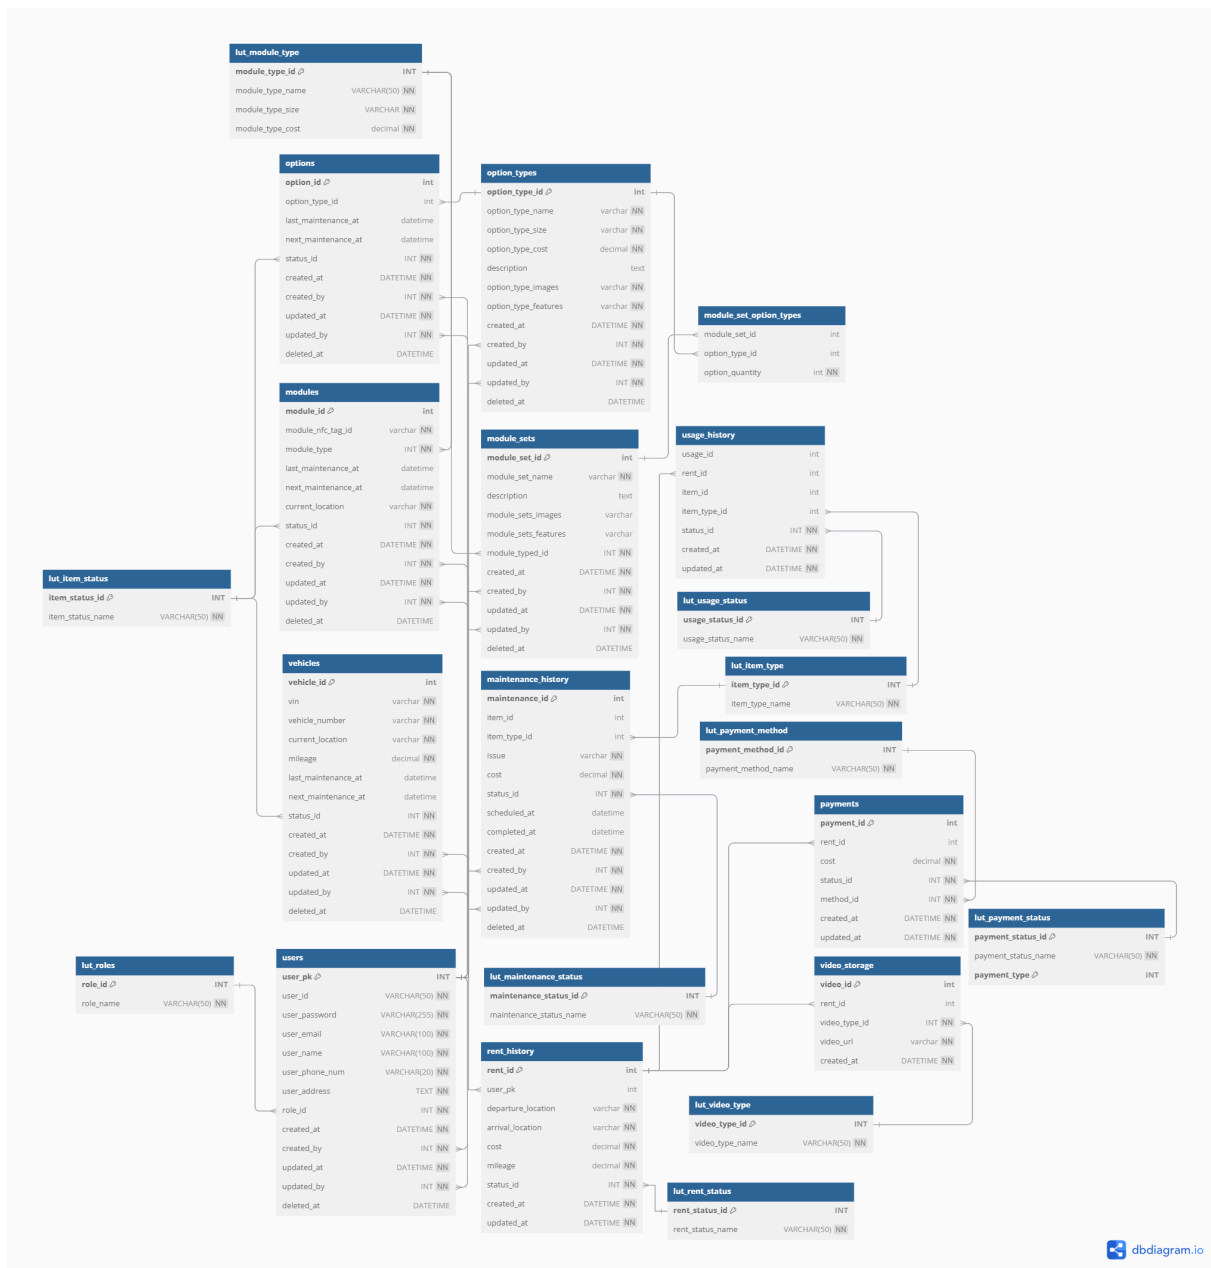 lut_module_type
module_type_id INT
module_type_name VARCHAR(50) NN
module_type_size VARCHAR NN
module_type_cost decimal NN
options
option_id int
option_type_id int
last_maintenance_at datetime
next_maintenance_at datetime
status_id INT NN
created_at DATETIME NN
created_by INT NN
updated_at DATETIME NN
updated_by INT NN
deleted_at DATETIME
option_types
option_type_id int
option_type_name varchar NN
option_type_size varchar NN
option_type_cost decimal NN
description text
option_type_images varchar NN
option_type_features varchar NN
created_at DATETIME NN
created_by INT NN
updated_at DATETIME NN
updated_by INT NN
deleted_at DATETIME
module_set_option_types
module_set_id int
option_type_id int
option_quantity int NN
modules
module_id int
module_nfc_tag_id varchar NN
module_type INT NN
last_maintenance_at datetime
next_maintenance_at datetime
current_location varchar NN
status_id INT NN
created_at DATETIME NN
created_by INT NN
updated_at DATETIME NN
updated_by INT NN
deleted_at DATETIME
module_sets
module_set_id int
module_set_name varchar NN
description text
module_sets_images varchar
module_sets_features varchar
module_typed_id INT NN
created_at DATETIME NN
created_by INT NN
updated_at DATETIME NN
updated_by INT NN
deleted_at DATETIME
usage_history
usage_id int
rent_id int
item_id int
item_type_id int
status_id INT NN
created_at DATETIME NN
updated_at DATETIME NN
lut_item_status
item_status_id INT
item_status_name VARCHAR(50) NN
lut_usage_status
usage_status_id INT
usage_status_name VARCHAR(50) NN
vehicles
vehicle_id int
vin varchar NN
vehicle_number varchar NN
current_location varchar NN
mileage decimal NN
last_maintenance_at datetime
next_maintenance_at datetime
status_id INT NN
created_at DATETIME NN
created_by INT NN
updated_at DATETIME NN
updated_by INT NN
deleted_at DATETIME
maintenance_history
maintenance_id int
item_id int
item_type_id int
issue varchar NN
cost decimal NN
status_id INT NN
scheduled_at datetime
completed_at datetime
created_at DATETIME NN
created_by INT NN
updated_at DATETIME NN
updated_by INT NN
deleted_at DATETIME
lut_item_type
item_type_id INT
item_type_name VARCHAR(50) NN
lut_payment_method
payment_method_id INT
payment_method_name VARCHAR(50) NN
payments
payment_id int
rent_id int
cost decimal NN
status_id INT NN
method_id INT NN
created_at DATETIME NN
updated_at DATETIME NN
lut_payment_status
payment_status_id INT
payment_status_name VARCHAR(50) NN
payment_type INT
lut_roles
role_id INT
role_name VARCHAR(50) NN
users
user_pk INT
user_id VARCHAR(50) NN
user_password VARCHAR(255) NN
user_email VARCHAR(100) NN
user_name VARCHAR(100) NN
user_phone_num VARCHAR(20) NN
user_address TEXT NN
role_id INT NN
created_at DATETIME NN
created_by INT NN
updated_at DATETIME NN
updated_by INT NN
deleted_at DATETIME
lut_maintenance_status
maintenance_status_id INT
maintenance_status_name VARCHAR(50) NN
video_storage
video_id int
rent_id int
video_type_id INT NN
video_url varchar NN
created_at DATETIME NN
rent_history
rent_id int
user_pk int
departure_location varchar NN
arrival_location varchar NN
cost decimal NN
mileage decimal NN
status_id INT NN
created_at DATETIME NN
updated_at DATETIME NN
lut_video_type
video_type_id INT
video_type_name VARCHAR(50) NN
lut_rent_status
rent_status_id INT
rent_status_name VARCHAR(50) NN
dbdiagram.io